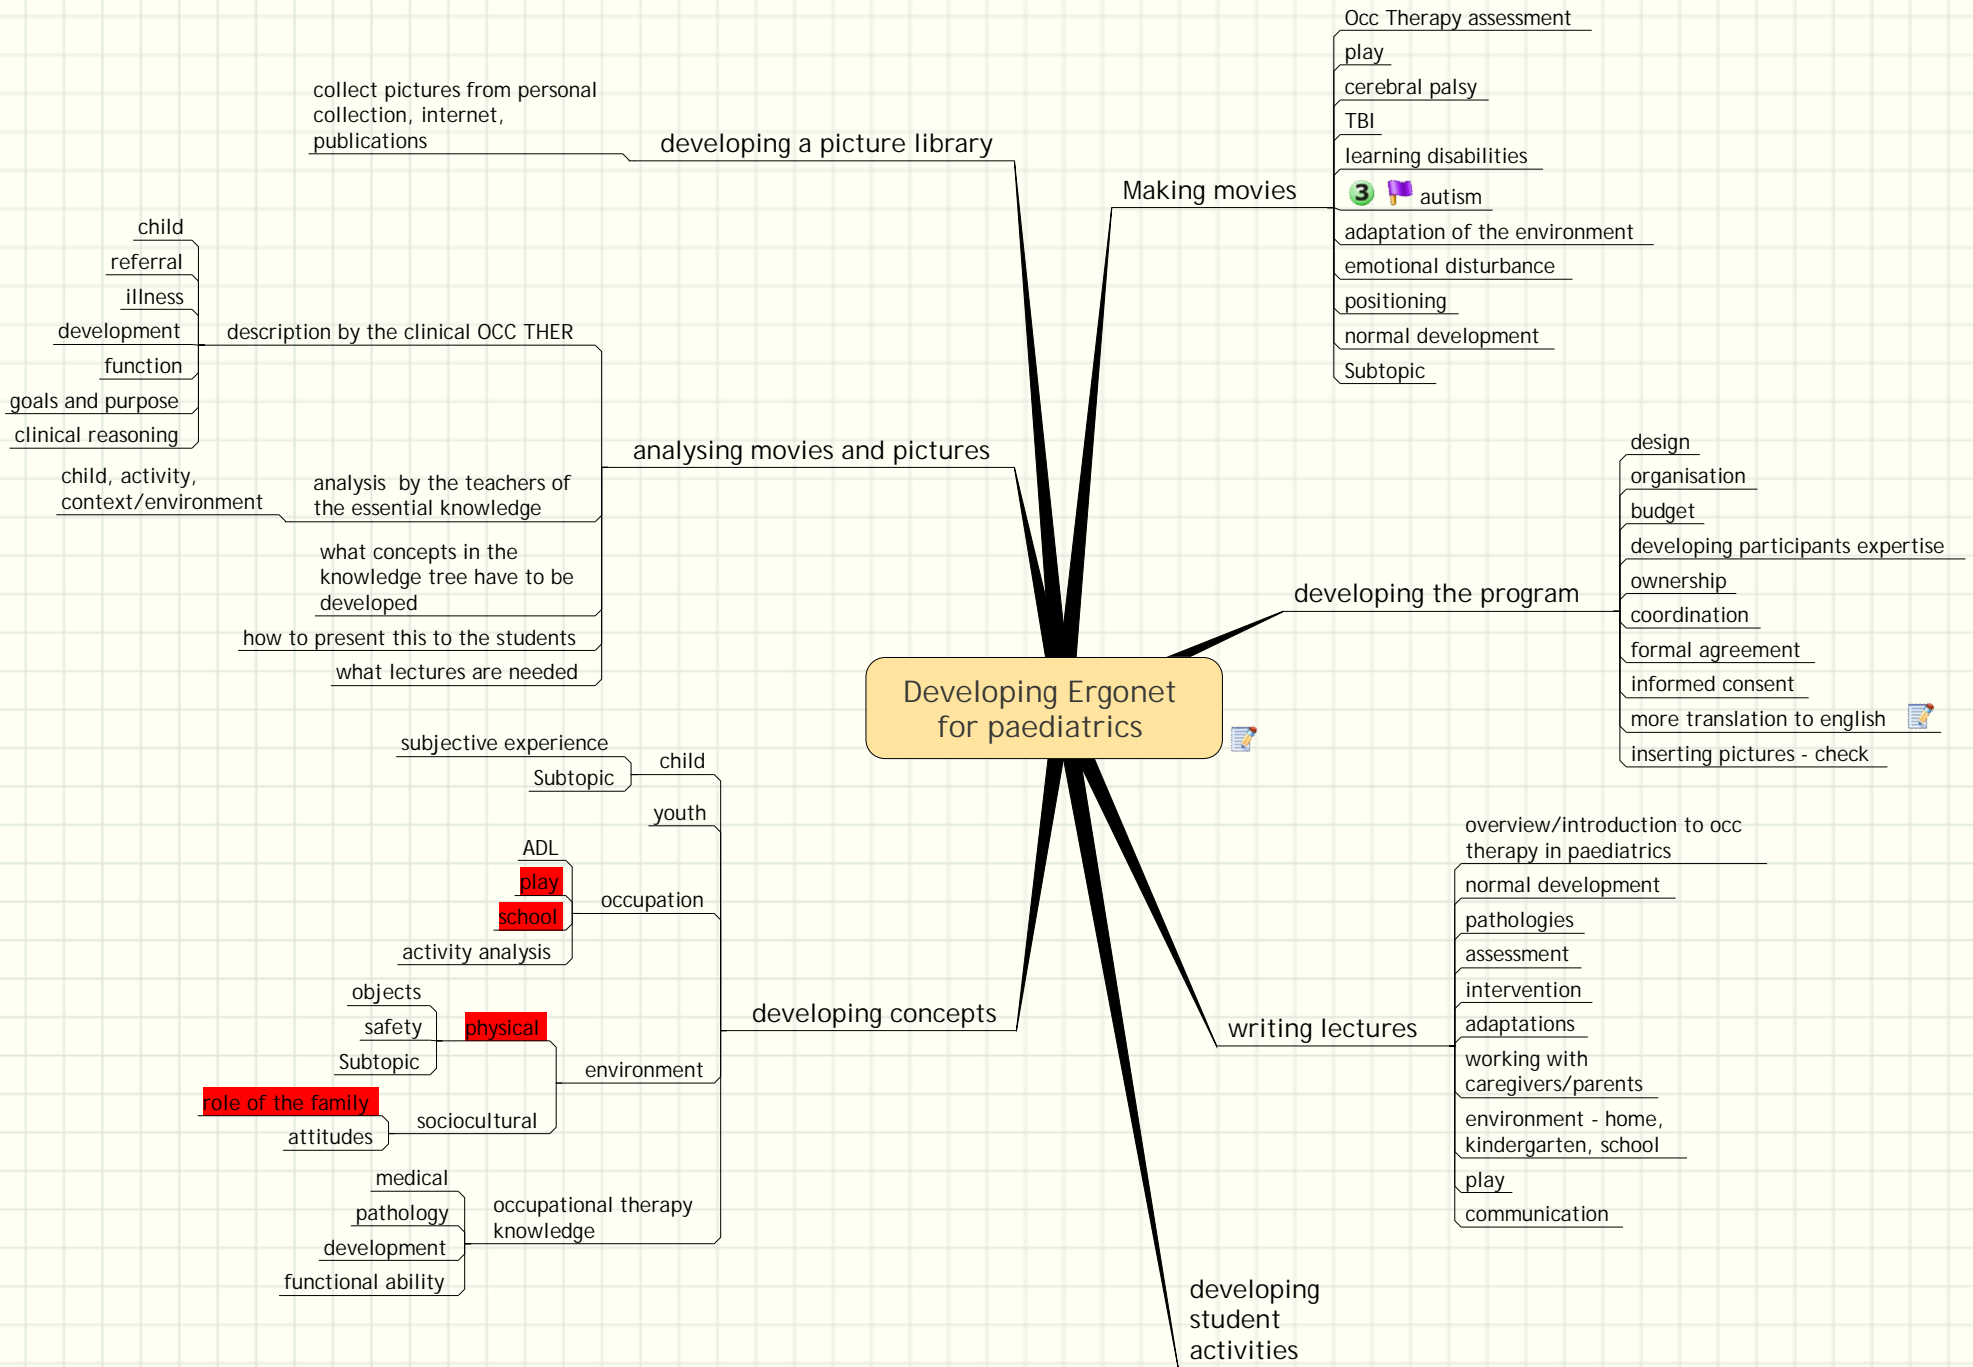 Developing Ergonet
for paediatrics
Making movies
Occ Therapy assessment
play
cerebral palsy
TBI
learning disabilities
3 autism
adaptation of the environment
emotional disturbance
positioning
normal development
Subtopic
developing the program
design
organisation
budget
developing participants expertise
ownership
coordination
formal agreement
informed consent
more translation to english
inserting pictures - check
writing lectures
overview/introduction to occ
therapy in paediatrics
normal development
pathologies
assessment
intervention
adaptations
working with
caregivers/parents
environment - home,
kindergarten, school
play
communication
developing
student
activities
developing a picture library
collect pictures from personal
collection, internet,
publications
analysing movies and pictures
description by the clinical OCC THER
child
referral
illness
development
function
goals and purpose
clinical reasoning
analysis  by the teachers of
the essential knowledge
child, activity,
context/environment
what concepts in the
knowledge tree have to be
developed
how to present this to the students
what lectures are needed
developing concepts
child
subjective experience
Subtopic
youth
occupation
ADL
play
school
activity analysis
environment
physical
objects
safety
Subtopic
sociocultural
role of the family
attitudes
occupational therapy
knowledge
medical
pathology
development
functional ability